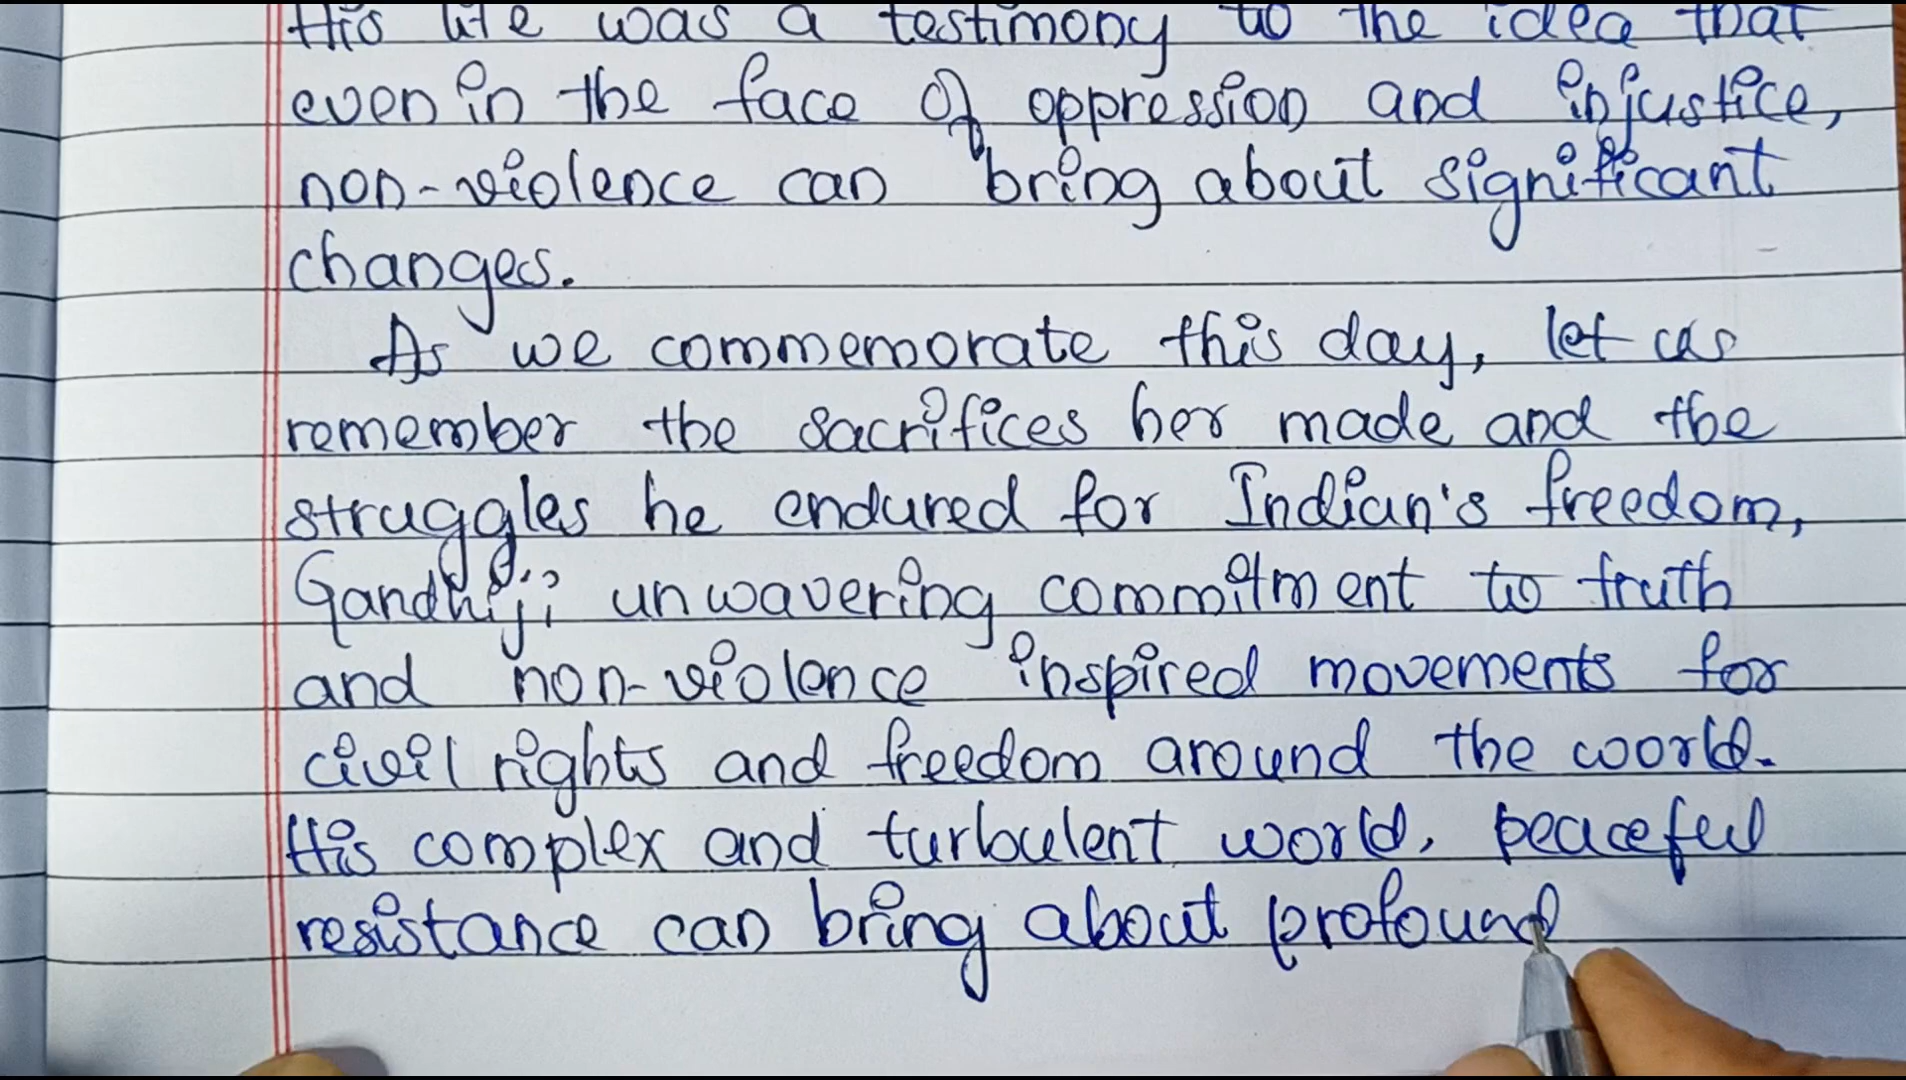 His life was a testimony to the idea that
even in the face of oppression and injustice,
non-violence can bring about significant
changes.
As we commemorate this day, let us
remember the sacrifices her made and the
struggles he endured for Indian's freedom,
Gandhiji unwavering commitment to truth
and non-violence inspired movements for
civil rights and freedom around the world.
His complex and turbulent world, peaceful
resistance can bring about profound